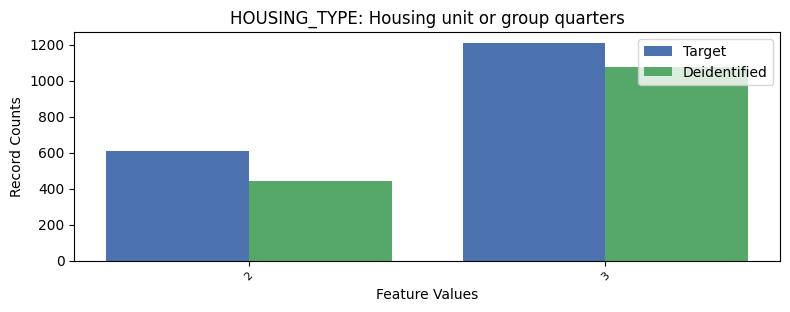 HOUSING_TYPE: Housing unit or group quarters
Target
Deidentified
1200
1000
800
600
400
200
0
Record Counts
2
3
Feature Values